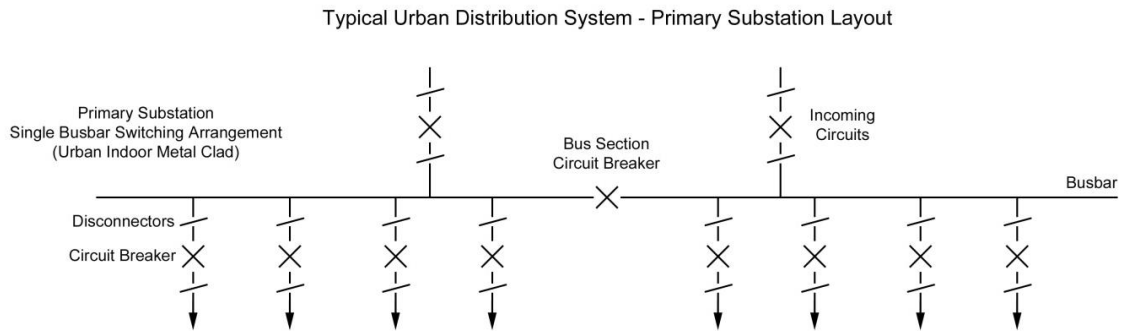 Typical Urban Distribution System - Primary Substation Layout
Primary Substation
Single Busbar Switching Arrangement
(Urban Indoor Metal Clad)
Incoming
Circuits
Bus Section
Circuit Breaker
Busbar
Disconnectors
Circuit Breaker